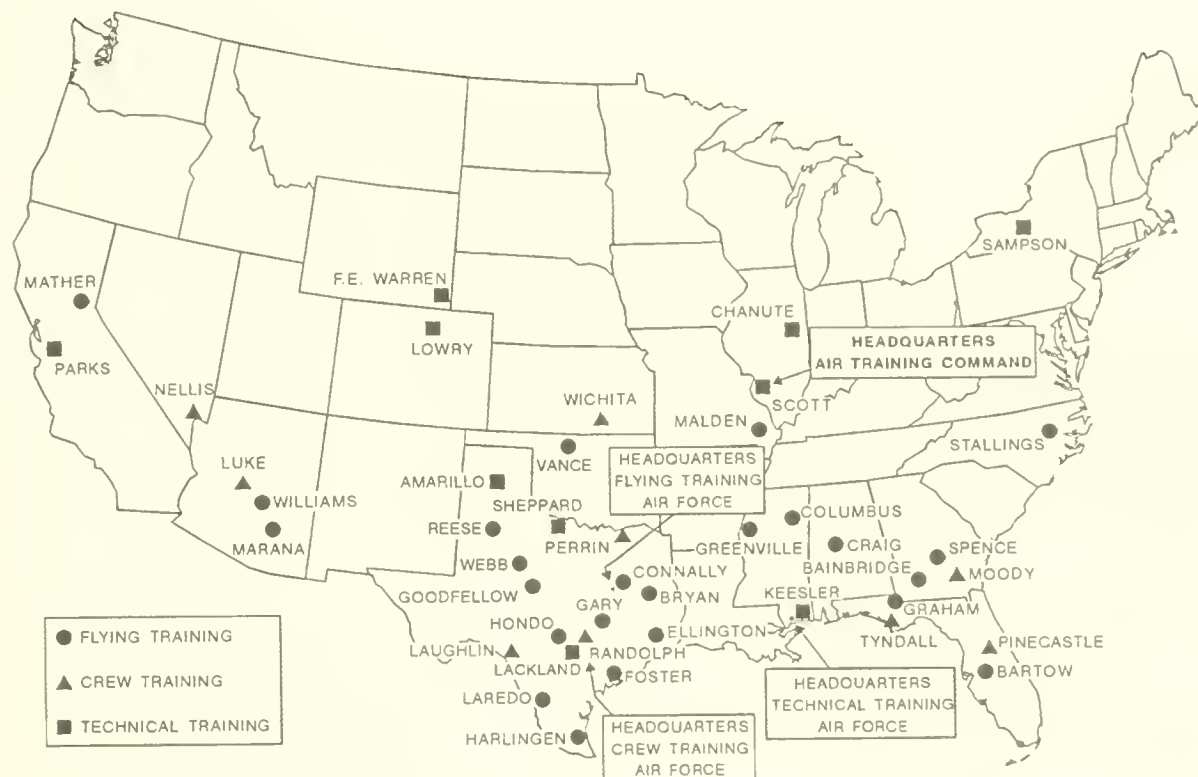 SAMPSON
MATHER
F.E. WARREN
CHANUTE
LOWRY
HEADQUARTERS
AIR TRAINING COMMAND
PARKS
NELLIS
WICHITA
SCOTT
MALDEN
STALLINGS
VANCE
HEADQUARTERS
FLYING TRAINING
AIR FORCE
LUKE
WILLIAMS
AMARILLO
SHEPPARD
MARANA
REESE
PERRIN
COLUMBUS
GREENVILLE
CRAIG
SPENCE
BAINBRIDGE
MOODY
WEBB
CONNALLY
GOODFELLOW
BRYAN
KEESLER
GRAHAM
GARY
TYNDALL
HONDO
ELLINGTON
PINECASTLE
LAUGHLIN
RANDOLPH
LACKLAND
FOSTER
BARTOW
LAREDO
HEADQUARTERS
TECHNICAL TRAINING
AIR FORCE
HARLINGEN
HEADQUARTERS
CREW TRAINING
AIR FORCE
FLYING TRAINING
CREW TRAINING
TECHNICAL TRAINING